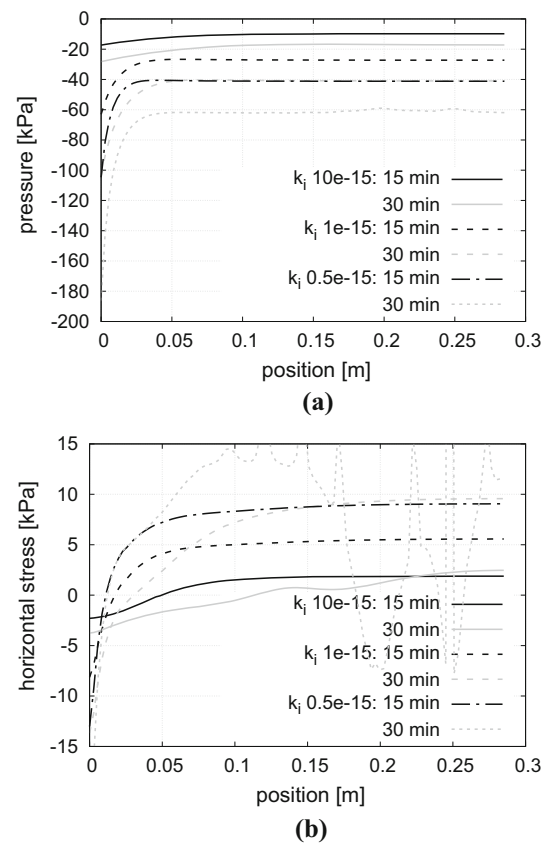 0
-20
-40
-60
-80
-100
-120
-140
-160
-180
-200
pressure [kPa]
k_i 10e-15: 15 min
30 min
k_i 1e-15: 15 min
30 min
k_i 0.5e-15: 15 min
30 min
0 0.05 0.1 0.15 0.2 0.25 0.3
position [m]
(a)
15
10
5
0
-5
-10
-15
horizontal stress [kPa]
k_i 10e-15: 15 min
30 min
k_i 1e-15: 15 min
30 min
k_i 0.5e-15: 15 min
30 min
0 0.05 0.1 0.15 0.2 0.25 0.3
position [m]
(b)